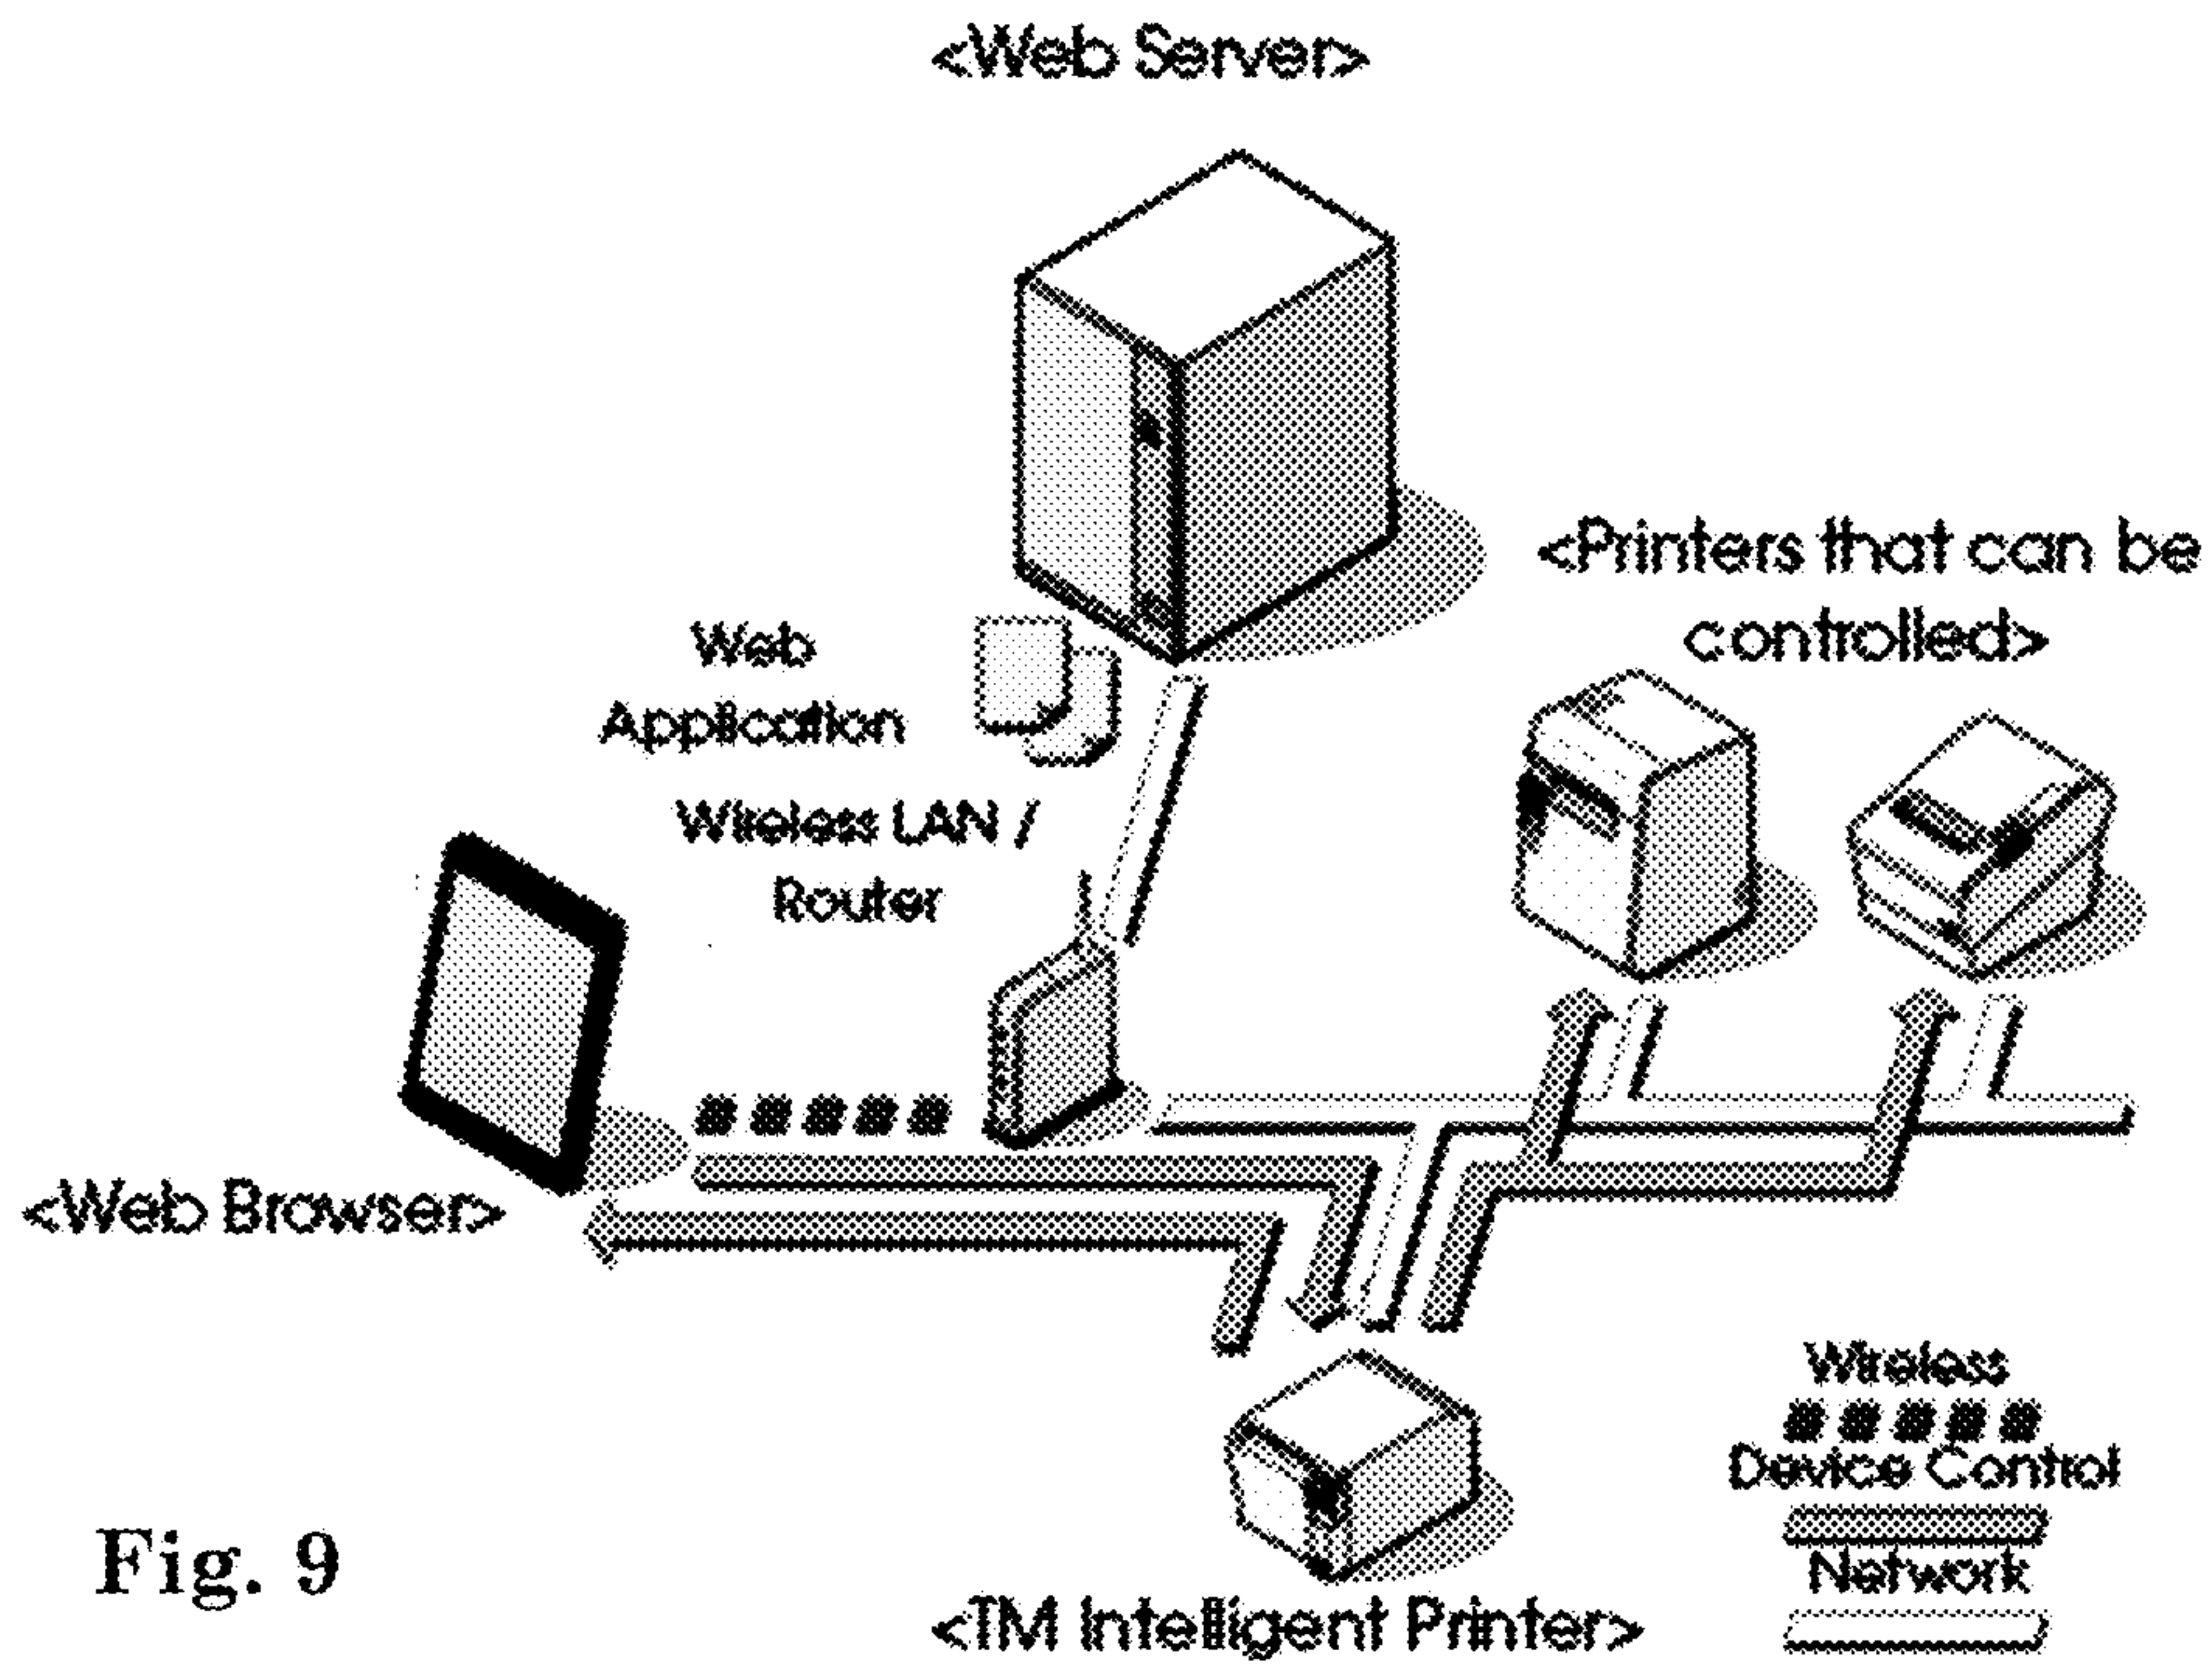 <Web Server>
<Printers that can be
controlled>
Web
Application
Wireless LAN /
Router
<Web Browser>
<TM Intelligent Printer>
Wireless
Device Control
Network
Fig. 9